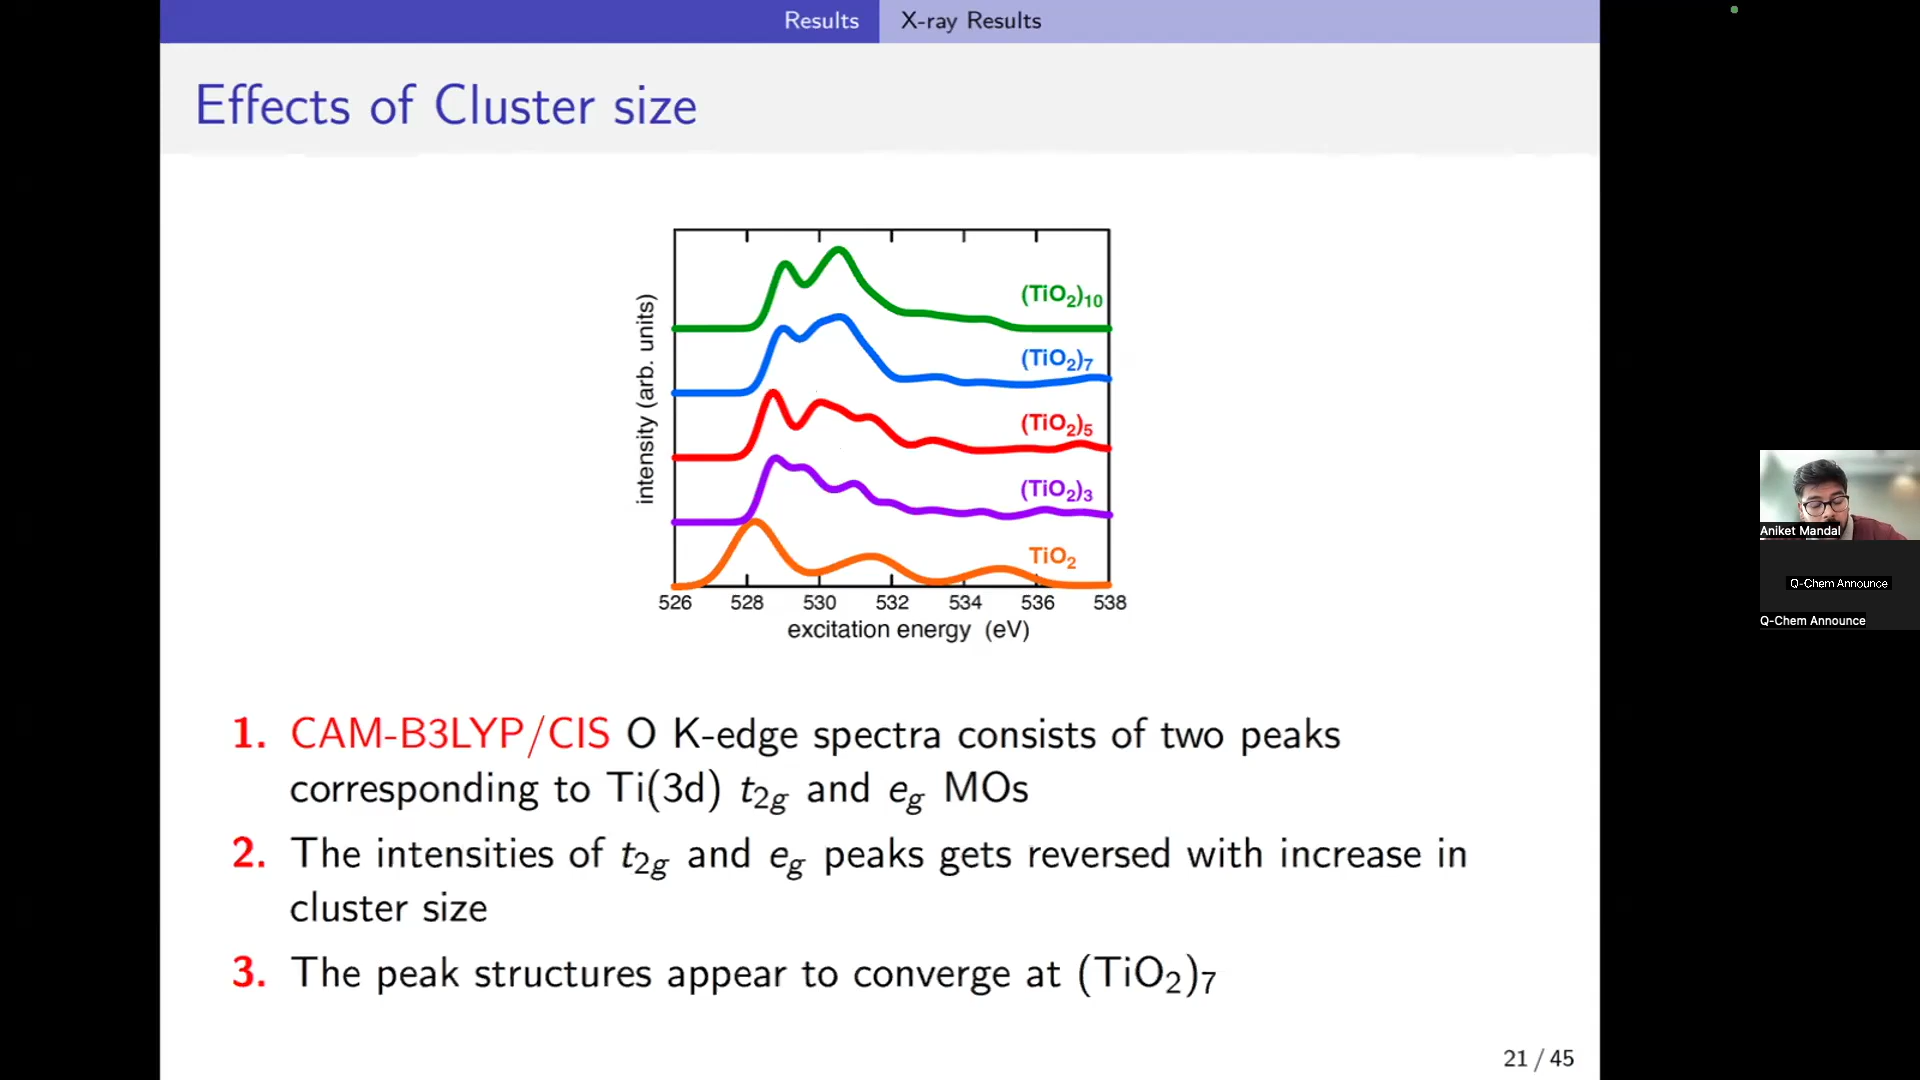 Results
X-ray Results
Effects of Cluster size
intensity (arb. units)
(TiO₂)₁₀
(TiO₂)₇
(TiO₂)₅
(TiO₂)₃
TiO₂
526 528 530 532 534 536 538
excitation energy (eV)
1. CAM-B3LYP/CIS O K-edge spectra consists of two peaks
corresponding to Ti(3d) t₂g and eg MOs
2. The intensities of t₂g and eg peaks gets reversed with increase in
cluster size
3. The peak structures appear to converge at (TiO₂)₇
21 / 45
Aniket Mandal
Q-Chem Announce
Q-Chem Announce